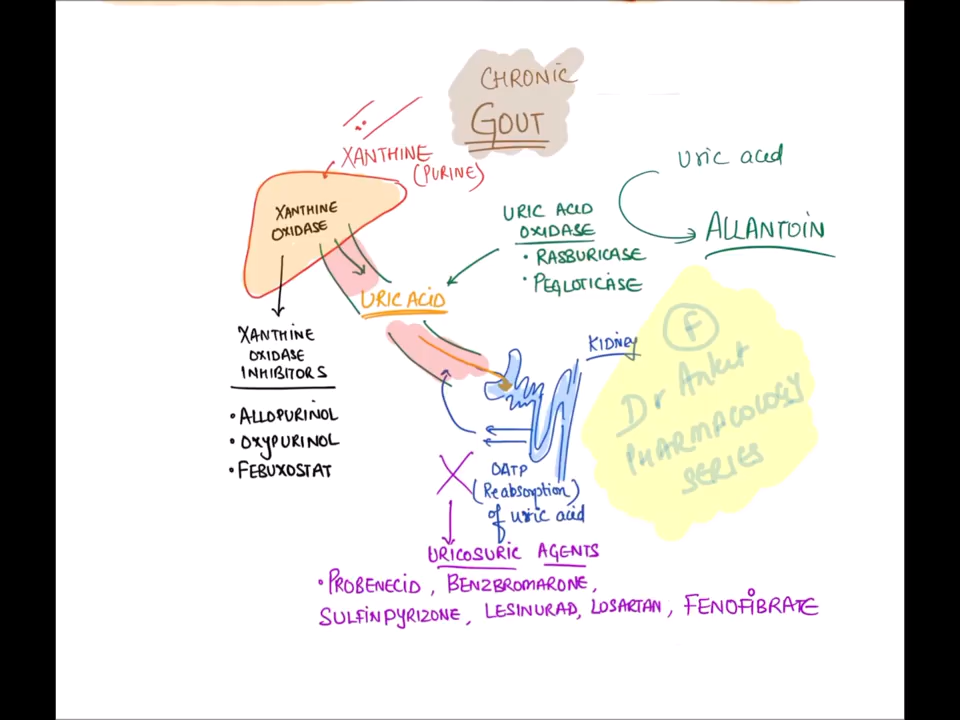 CHRONIC
GOUT
XANTHINE
(PURINE)
XANTHINE
OXIDASE
Uric acid
ALLANTOIN
URIC ACID
OXIDASE
• RASBURICASE
• PEGLOTICASE
URIC ACID
XANTHINE
OXIDASE
INHIBITORS
• ALLOPURINOL
• OXYPURINOL
• FEBUXOSTAT
KIDNEY
OATP
(Reabsorption)
of uric acid
F
Dr Ankit
PHARMACOLOGY
SERIES
URICOSURIC AGENTS
• PROBENECID, BENZBROMARONE,
SULFINPYRIZONE, LESINURAD, LOSARTAN, FENOFIBRATE